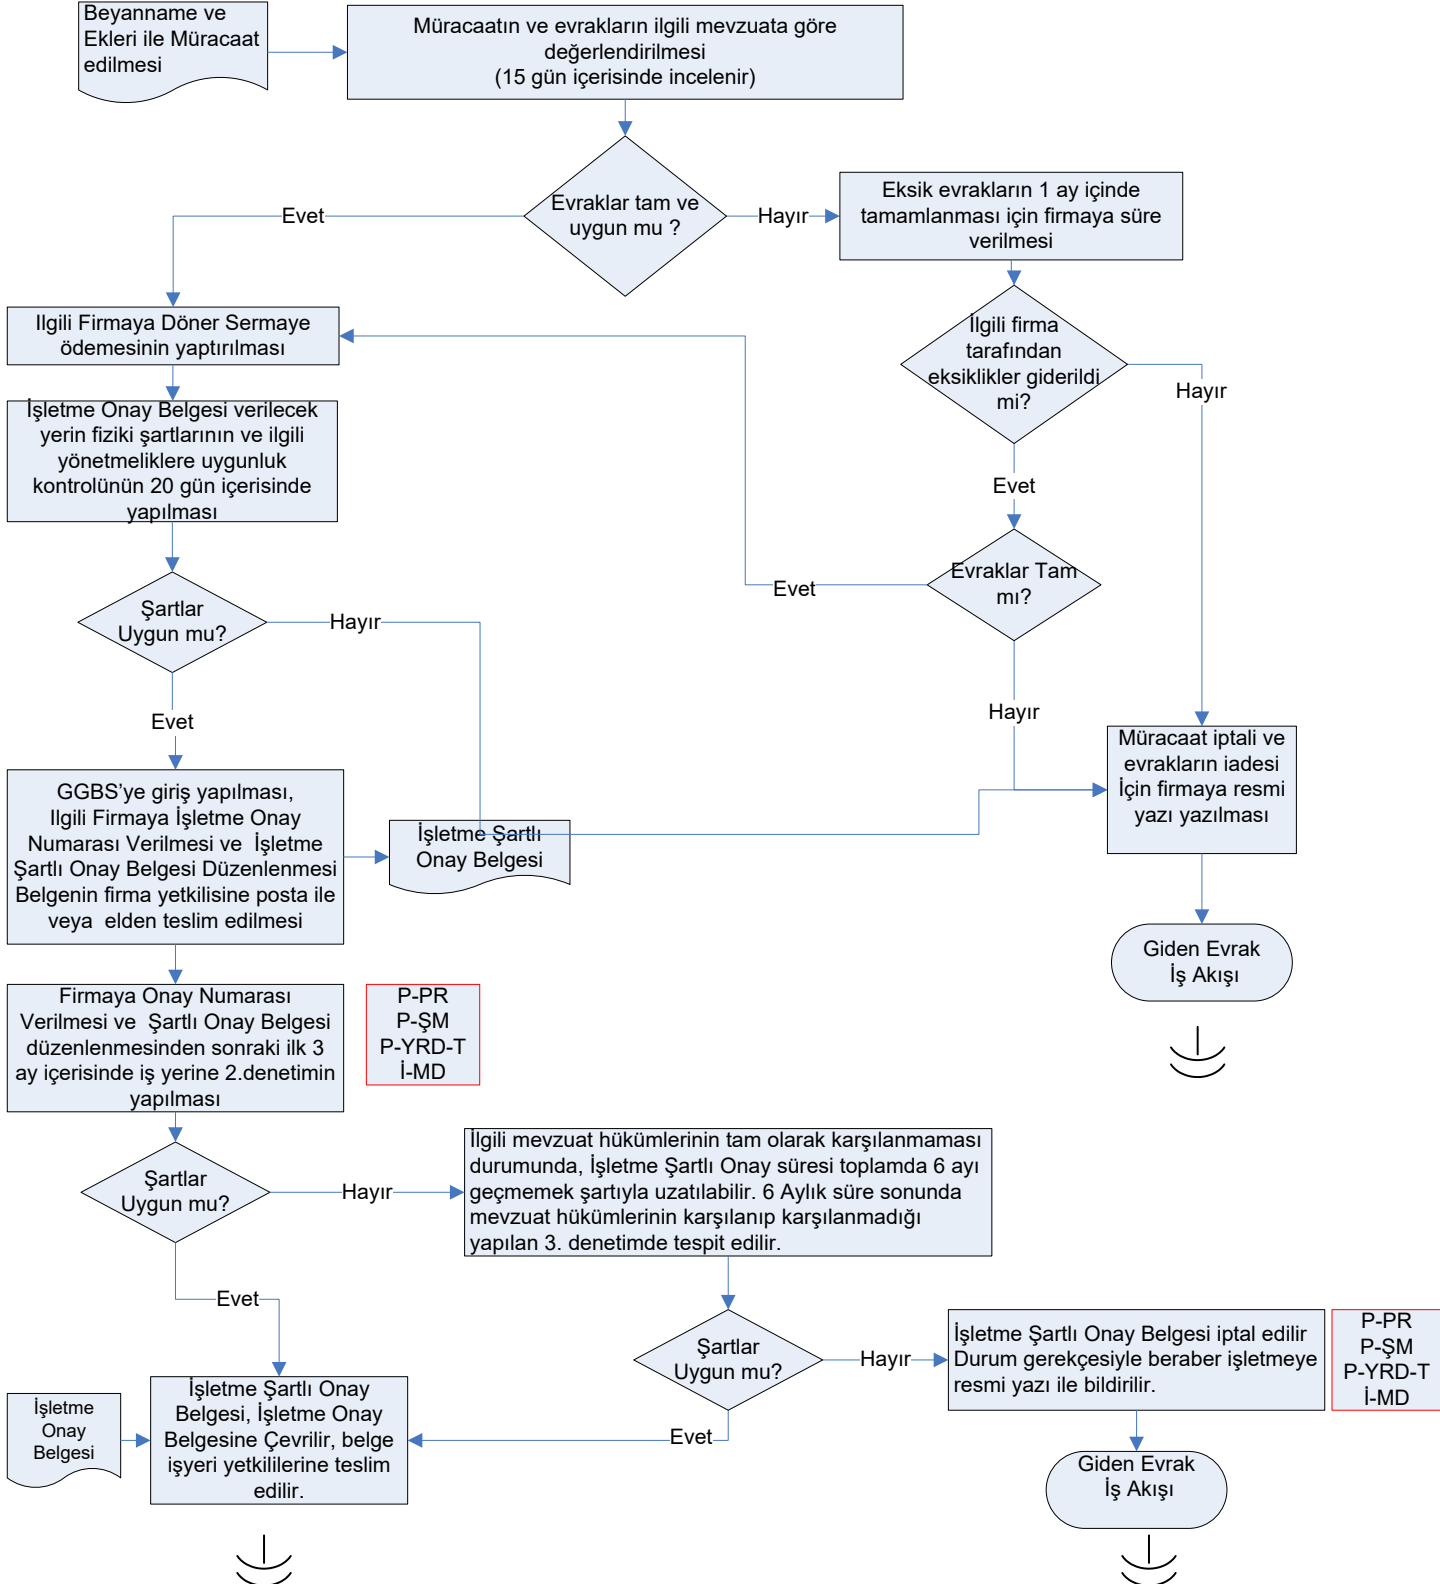 Beyanname ve
Ekleri ile Müracaat
edilmesi
Müracaatın ve evrakların ilgili mevzuata göre
değerlendirilmesi
(15 gün içerisinde incelenir)
Evraklar tam ve
uygun mu ?
Evet
Hayır
Eksik evrakların 1 ay içinde
tamamlanması için firmaya süre
verilmesi
Ilgili Firmaya Döner Sermaye
ödemesinin yaptırılması
İlgili firma
tarafından
eksiklikler giderildi
mi?
Hayır
İşletme Onay Belgesi verilecek
yerin fiziki şartlarının ve ilgili
yönetmeliklere uygunluk
kontrolünün 20 gün içerisinde
yapılması
Evet
Evraklar Tam
mı?
Evet
Şartlar
Uygun mu?
Hayır
Evet
Hayır
Müracaat iptali ve
evrakların iadesi
İçin firmaya resmi
yazı yazılması
GGBS’ye giriş yapılması,
Ilgili Firmaya İşletme Onay
Numarası Verilmesi ve İşletme
Şartlı Onay Belgesi Düzenlenmesi
Belgenin firma yetkilisine posta ile
veya elden teslim edilmesi
İşletme Şartlı
Onay Belgesi
Giden Evrak
İş Akışı
Firmaya Onay Numarası
Verilmesi ve Şartlı Onay Belgesi
düzenlenmesinden sonraki ilk 3
ay içerisinde iş yerine 2.denetimin
yapılması
P-PR
P-ŞM
P-YRD-T
İ-MD
Şartlar
Uygun mu?
Hayır
İlgili mevzuat hükümlerinin tam olarak karşılanmaması
durumunda, İşletme Şartlı Onay süresi toplamda 6 ayı
geçmemek şartıyla uzatılabilir. 6 Aylık süre sonunda
mevzuat hükümlerinin karşılanıp karşılanmadığı
yapılan 3. denetimde tespit edilir.
Evet
Şartlar
Uygun mu?
Hayır
İşletme Şartlı Onay Belgesi iptal edilir
Durum gerekçesiyle beraber işletmeye
resmi yazı ile bildirilir.
P-PR
P-ŞM
P-YRD-T
İ-MD
İşletme
Onay
Belgesi
İşletme Şartlı Onay
Belgesi, İşletme Onay
Belgesine Çevrilir, belge
işyeri yetkililerine teslim
edilir.
Evet
Giden Evrak
İş Akışı